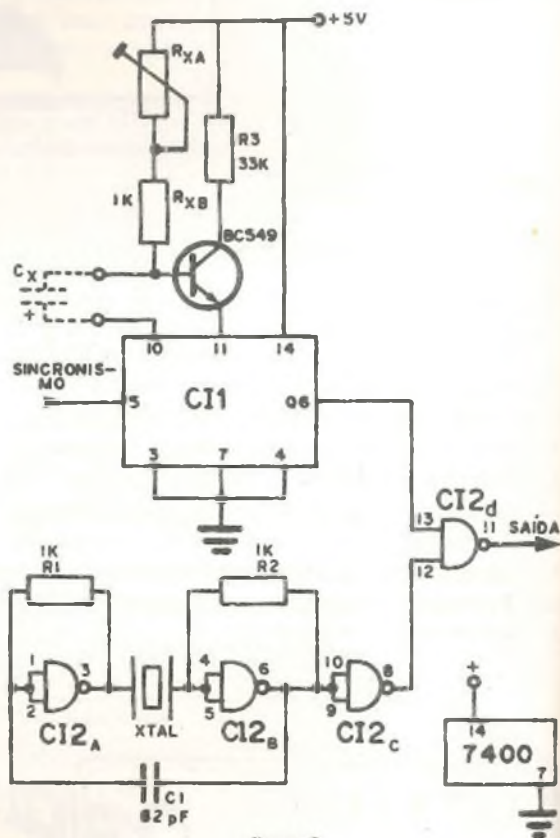 +5V
RXA
R3
33K
1K
RXB
BC549
CX
+
10 11 14
SINCRONIS-
MO
5
CI1
Q6
3 7 4
CI2d
13
11 SAÍDA
12
1K
R1
1K
R2
1
3
2
4
6
5
10
8
9
CI2A
XTAL
CI2B
CI2C
C1
82pF
+
14
7400
7